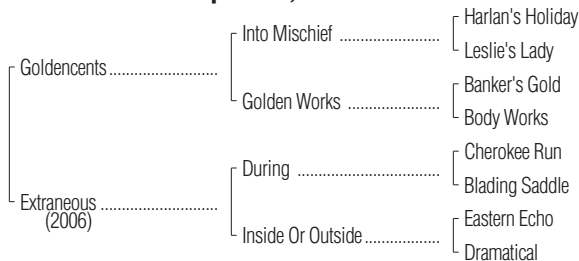 Harlan's Holiday
Into Mischief ....................
Leslie's Lady
Goldencents ......................
Banker's Gold
Golden Works ..................
Body Works
Cherokee Run
During .............................
Blading Saddle
Extraneous ........................
(2006)
Eastern Echo
Inside Or Outside ...............
Dramatical